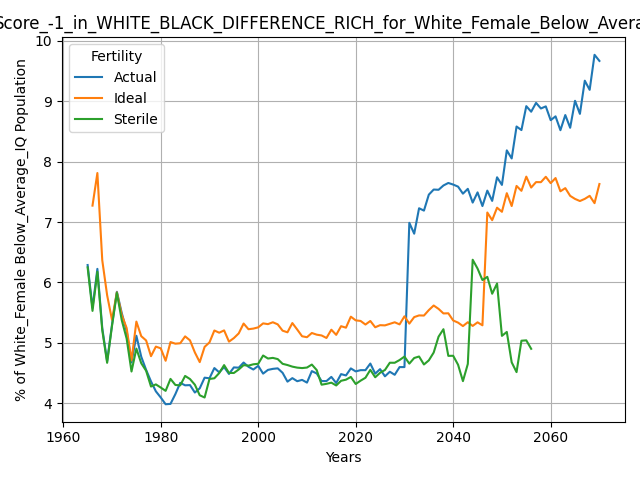 Score_-1_in_WHITE_BLACK_DIFFERENCE_RICH_for_White_Female_Below_Avera
10
9
8
7
6
5
4
% of White_Female Below_Average_IQ Population
Fertility
Actual
Ideal
Sterile
1960
1980
2000
2020
2040
2060
Years